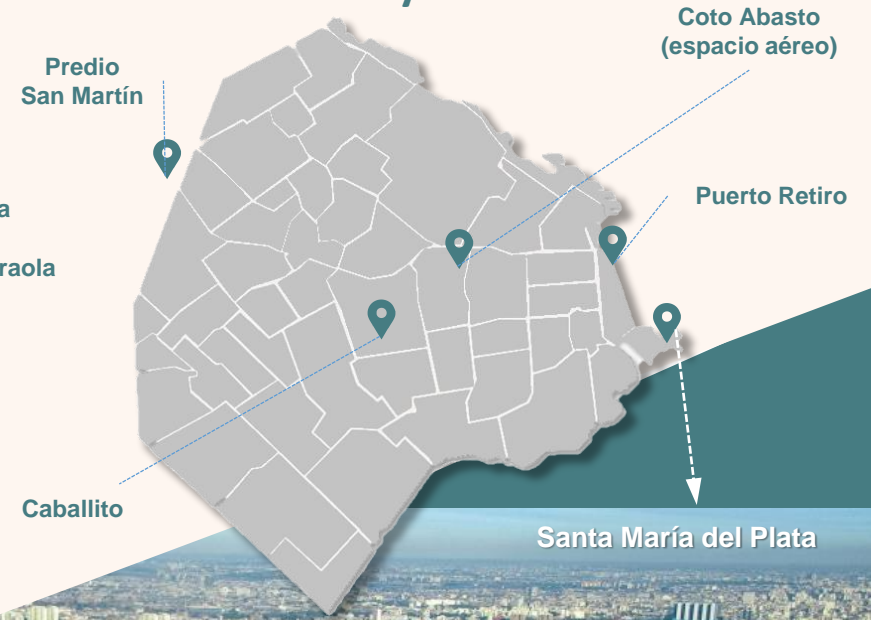 Coto Abasto
(espacio aéreo)
Predio
San Martín
Puerto Retiro
Caballito
Santa María del Plata